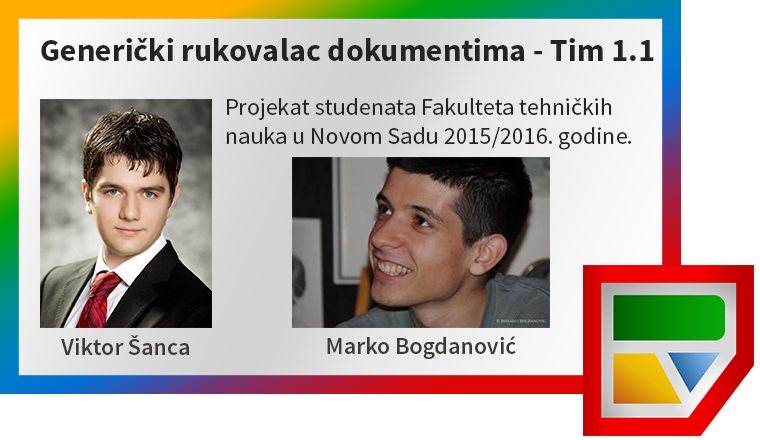 Generički rukovalac dokumentima - Tim 1.1
Projekat studenata Fakulteta tehničkih
nauka u Novom Sadu 2015/2016. godine.
Viktor Šanca
Marko Bogdanović